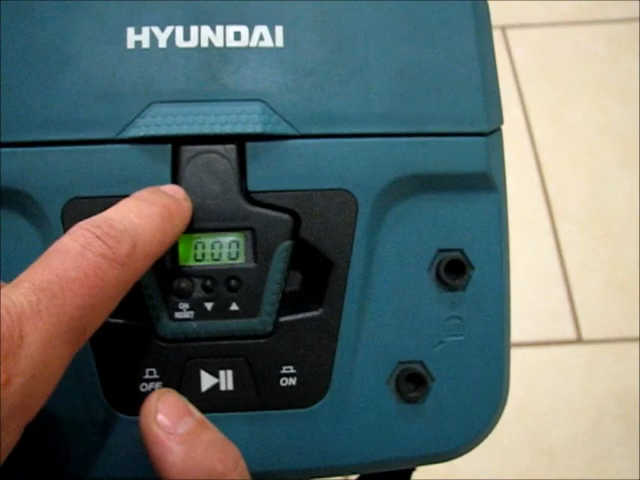 HYUNDAI
0.00
ON
RESET
OFF
ON